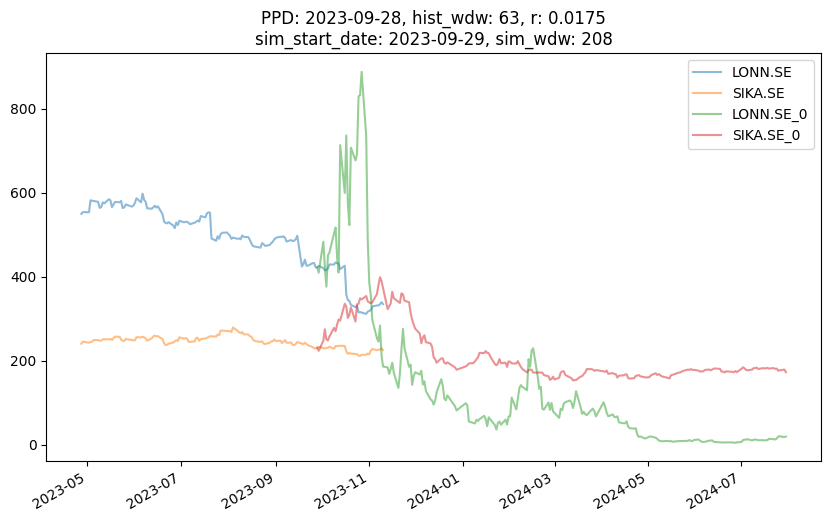 PPD: 2023-09-28, hist_wdw: 63, r: 0.0175
sim_start_date: 2023-09-29, sim_wdw: 208
LONN.SE
SIKA.SE
LONN.SE_0
SIKA.SE_0
800
600
400
200
0
2023-05
2023-07
2023-09
2023-11
2024-01
2024-03
2024-05
2024-07